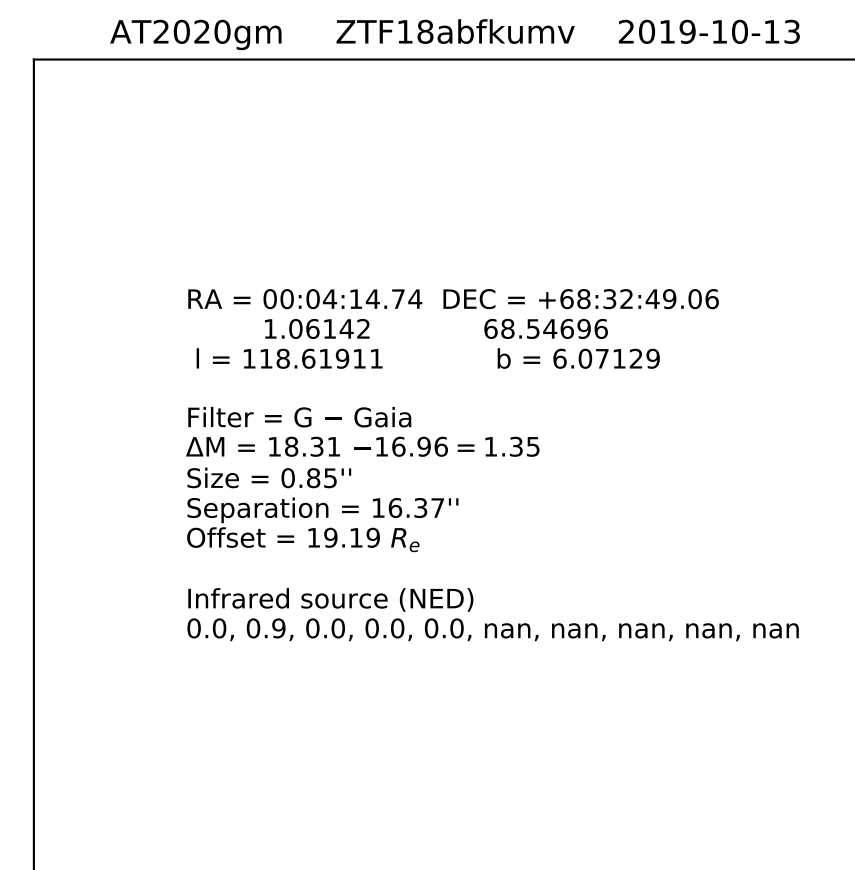 AT2020gm ZTF18abfkumv 2019-10-13
RA = 00:04:14.74 DEC = +68:32:49.06
1.06142 68.54696
l = 118.61911 b = 6.07129
Filter = G − Gaia
ΔM = 18.31 −16.96 = 1.35
Size = 0.85''
Separation = 16.37''
Offset = 19.19 Rₑ
Infrared source (NED)
0.0, 0.9, 0.0, 0.0, 0.0, nan, nan, nan, nan, nan